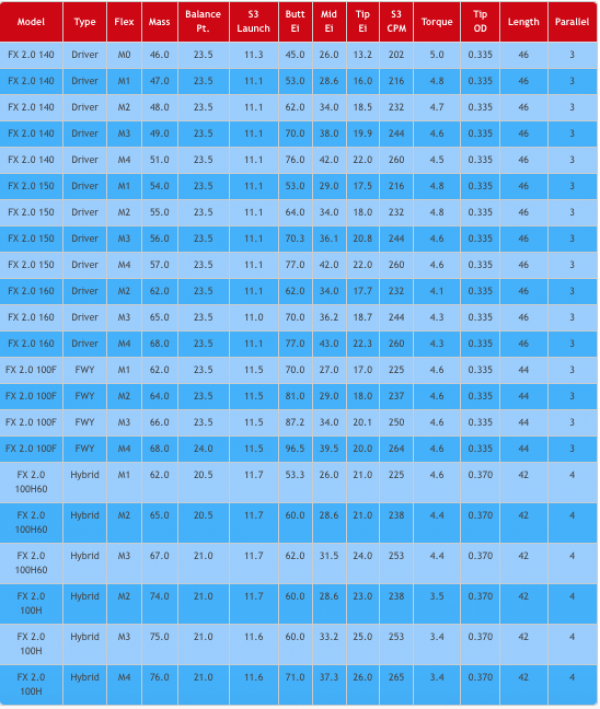 Model Type Flex Mass Balance Pt. S3 Launch Butt EI Mid EI Tip Ei S3 CPM Torque Tip OD Length Parallel
FX 2.0 140 Driver M0 46.0 23.5 11.3 45.0 26.0 13.2 202 5.0 0.335 46 3
FX 2.0 140 Driver M1 47.0 23.5 11.1 53.0 28.6 16.0 216 4.8 0.335 46 3
FX 2.0 140 Driver M2 48.0 23.5 11.1 62.0 34.0 18.5 232 4.7 0.335 46 3
FX 2.0 140 Driver M3 49.0 23.5 11.1 70.0 38.0 19.9 244 4.6 0.335 46 3
FX 2.0 140 Driver M4 51.0 23.5 11.1 76.0 42.0 22.0 260 4.5 0.335 46 3
FX 2.0 150 Driver M1 54.0 23.5 11.1 53.0 29.0 17.5 216 4.8 0.335 46 3
FX 2.0 150 Driver M2 55.0 23.5 11.1 64.0 34.0 18.0 232 4.8 0.335 46 3
FX 2.0 150 Driver M3 56.0 23.5 11.1 70.3 36.1 20.8 244 4.6 0.335 46 3
FX 2.0 150 Driver M4 57.0 23.5 11.1 77.0 42.0 22.0 260 4.6 0.335 46 3
FX 2.0 160 Driver M2 62.0 23.5 11.1 62.0 34.0 17.7 232 4.1 0.335 46 3
FX 2.0 160 Driver M3 65.0 23.5 11.0 70.0 36.2 18.7 244 4.3 0.335 46 3
FX 2.0 160 Driver M4 68.0 23.5 11.1 77.0 43.0 22.3 260 4.3 0.335 46 3
FX 2.0 100F FWY M1 62.0 23.5 11.5 70.0 27.0 17.0 225 4.6 0.335 44 3
FX 2.0 100F FWY M2 64.0 23.5 11.5 81.0 29.0 18.0 237 4.6 0.335 44 3
FX 2.0 100F FWY M3 66.0 23.5 11.5 87.2 34.0 20.1 250 4.6 0.335 44 3
FX 2.0 100F FWY M4 68.0 24.0 11.5 96.5 39.5 20.0 264 4.6 0.335 44 3
FX 2.0 100H60 Hybrid M1 62.0 20.5 11.7 53.3 26.0 21.0 225 4.6 0.370 42 4
FX 2.0 100H60 Hybrid M2 65.0 20.5 11.7 60.0 28.6 21.0 238 4.4 0.370 42 4
FX 2.0 100H60 Hybrid M3 67.0 21.0 11.7 62.0 31.5 24.0 253 4.4 0.370 42 4
FX 2.0 100H Hybrid M2 74.0 21.0 11.7 60.0 28.6 23.0 238 3.5 0.370 42 4
FX 2.0 100H Hybrid M3 75.0 21.0 11.6 60.0 33.2 25.0 253 3.4 0.370 42 4
FX 2.0 100H Hybrid M4 76.0 21.0 11.6 71.0 37.3 26.0 265 3.4 0.370 42 4